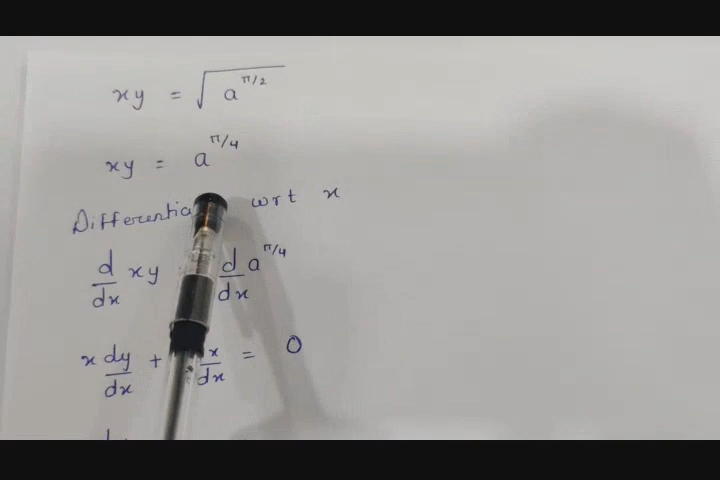 xy = √a^π/2
xy = a^π/4
Differentia wrt x
d/dx xy d/dx a^π/4
x dy/dx + x/dx = 0